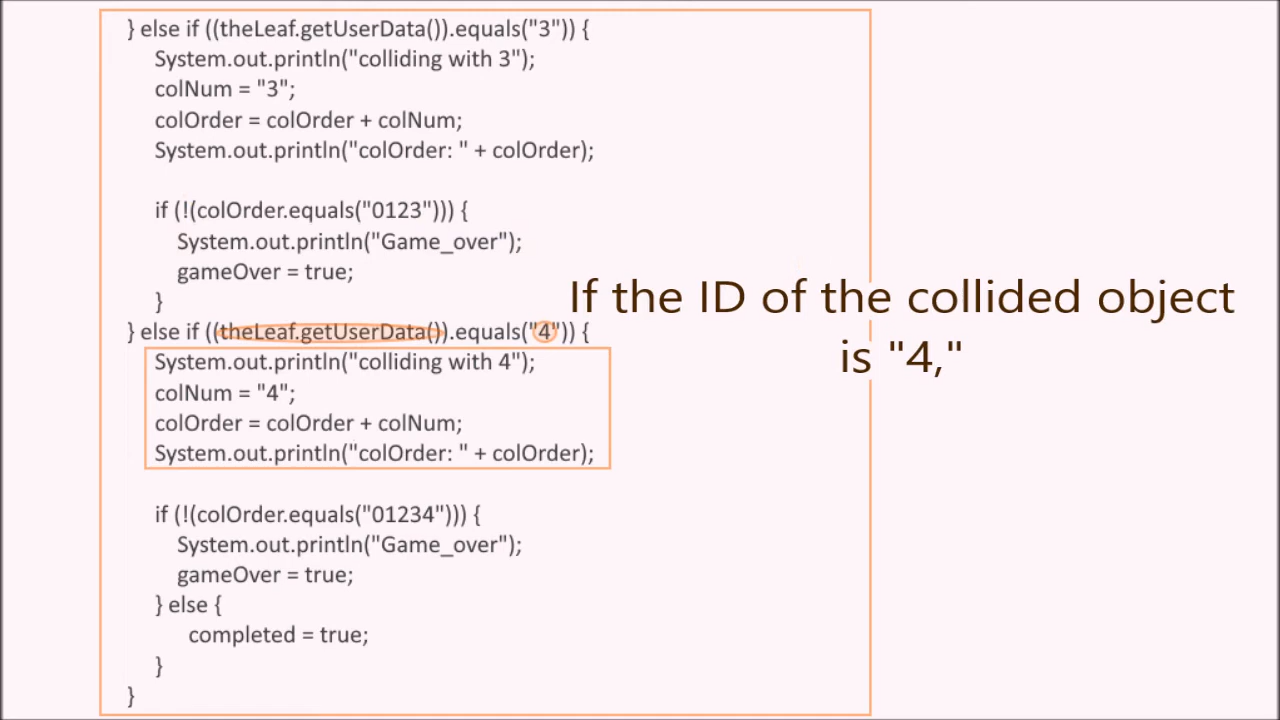 } else if ((theLeaf.getUserData()).equals("3")) {
System.out.println("colliding with 3");
colNum = "3";
colOrder = colOrder + colNum;
System.out.println("colOrder: " + colOrder);
if (!(colOrder.equals("0123"))) {
System.out.println("Game_over");
gameOver = true;
}
} else if ((theLeaf.getUserData()).equals("4")) {
System.out.println("colliding with 4");
colNum = "4";
colOrder = colOrder + colNum;
System.out.println("colOrder: " + colOrder);
if (!(colOrder.equals("01234"))) {
System.out.println("Game_over");
gameOver = true;
} else {
completed = true;
}
}
If the ID of the collided object
is "4,"